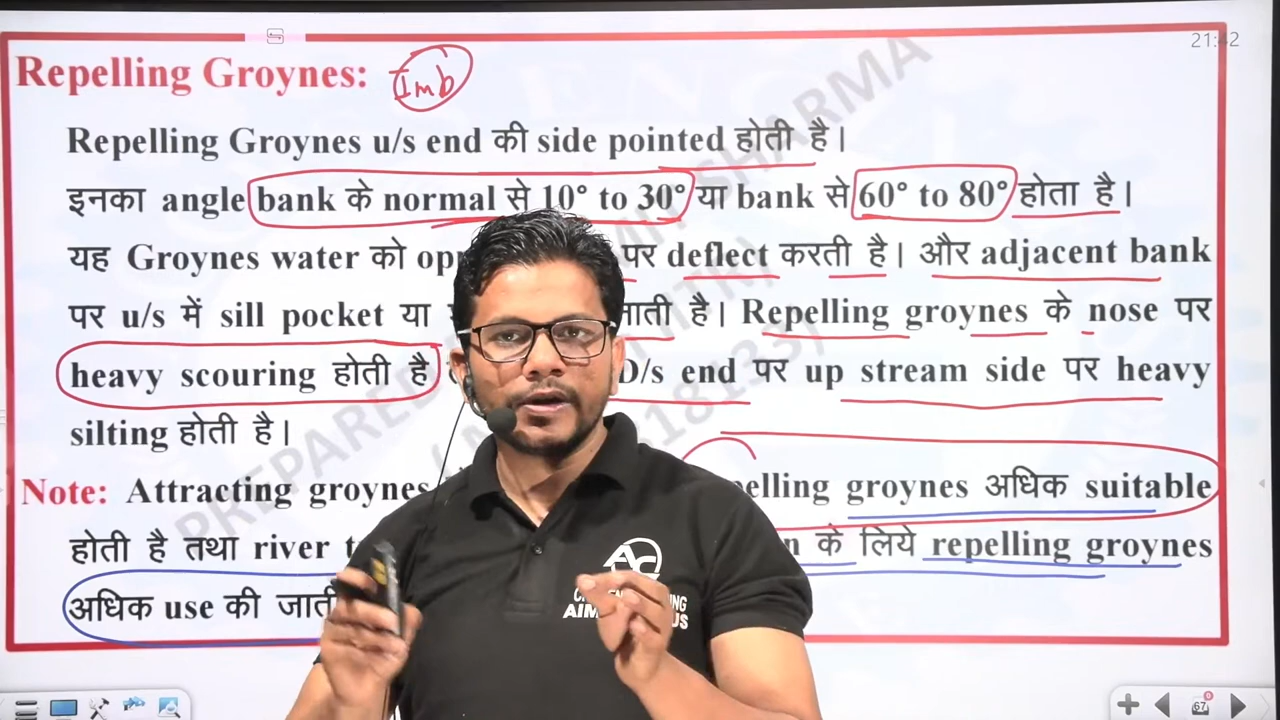 21:42
Repelling Groynes: Imb
Repelling Groynes u/s end की side pointed होती है।
इनका angle bank के normal से 10° to 30° या bank से 60° to 80° होता है।
यह Groynes water को पर deflect करती है। और adjacent bank
पर u/s में sill pocket या है। Repelling groynes के nose पर
heavy scouring होती है D/s end पर up stream side पर heavy
silting होती है।
Note: Attracting groynes groynes अधिक suitable
होती है तथा river के लिये repelling groynes
अधिक use की
PREPARED SHARMA
67